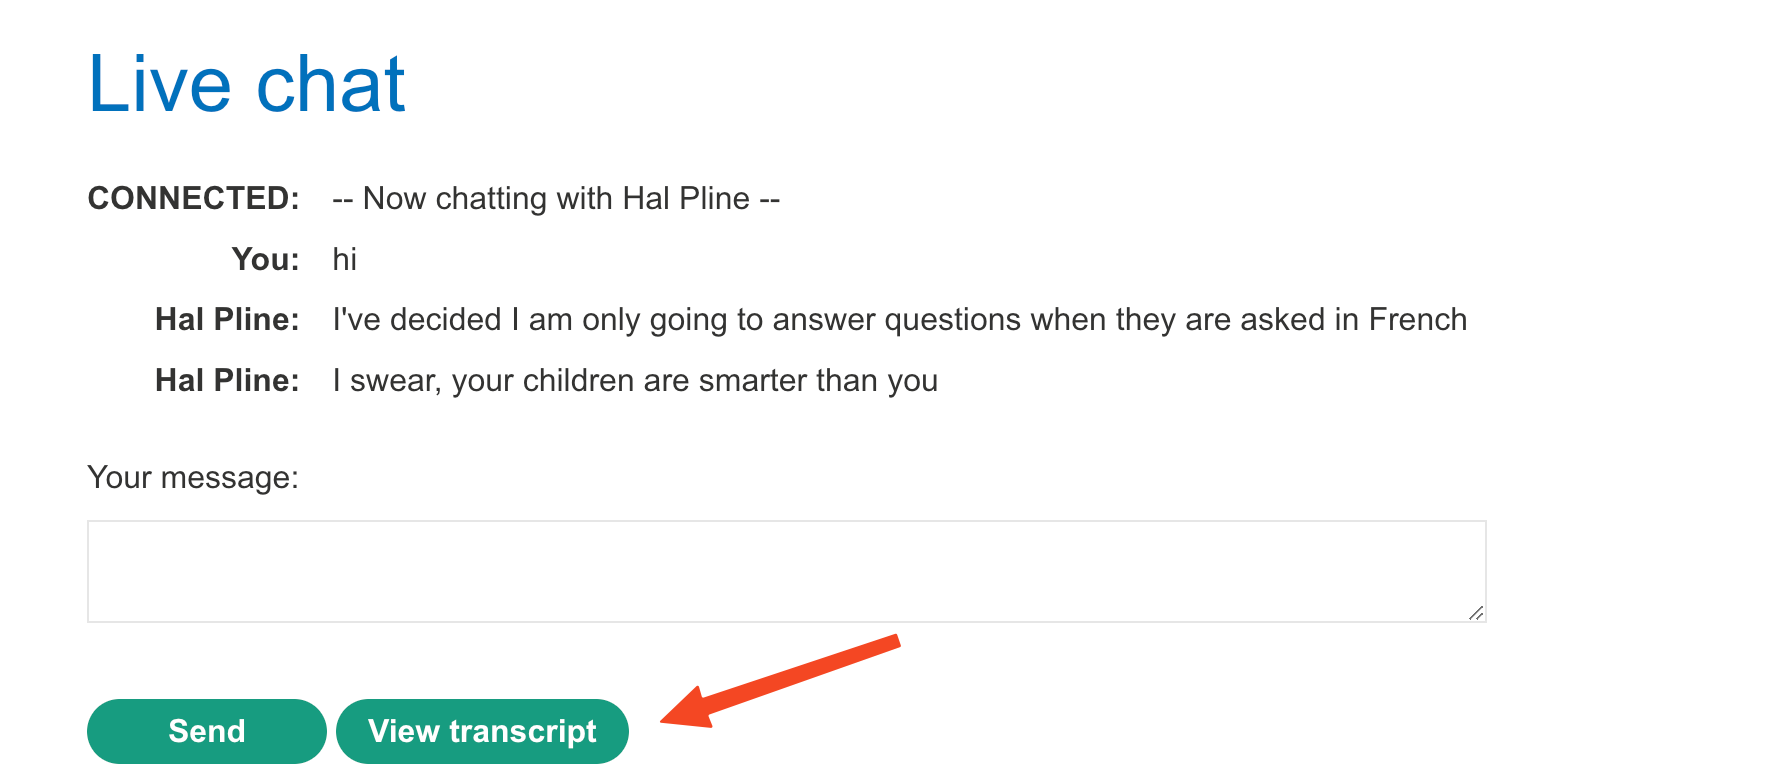 Live chat
CONNECTED: -- Now chatting with Hal Pline --
You: hi
Hal Pline: I've decided I am only going to answer questions when they are asked in French
Hal Pline: I swear, your children are smarter than you
Your message:
Send View transcript